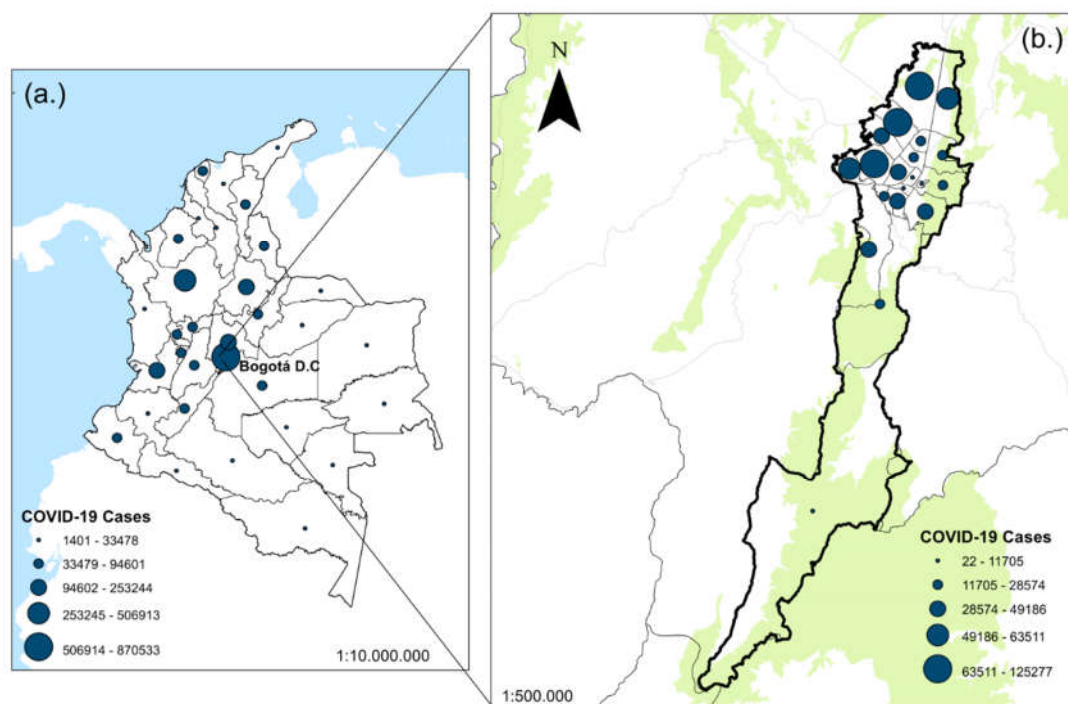 (a.)
Bogotá D.C
COVID-19 Cases
1401 - 33478
33479 - 94601
94602 - 253244
253245 - 506913
506914 - 870533
1:10.000.000
(b.)
N
COVID-19 Cases
22 - 11705
11705 - 28574
28574 - 49186
49186 - 63511
63511 - 125277
1:500.000